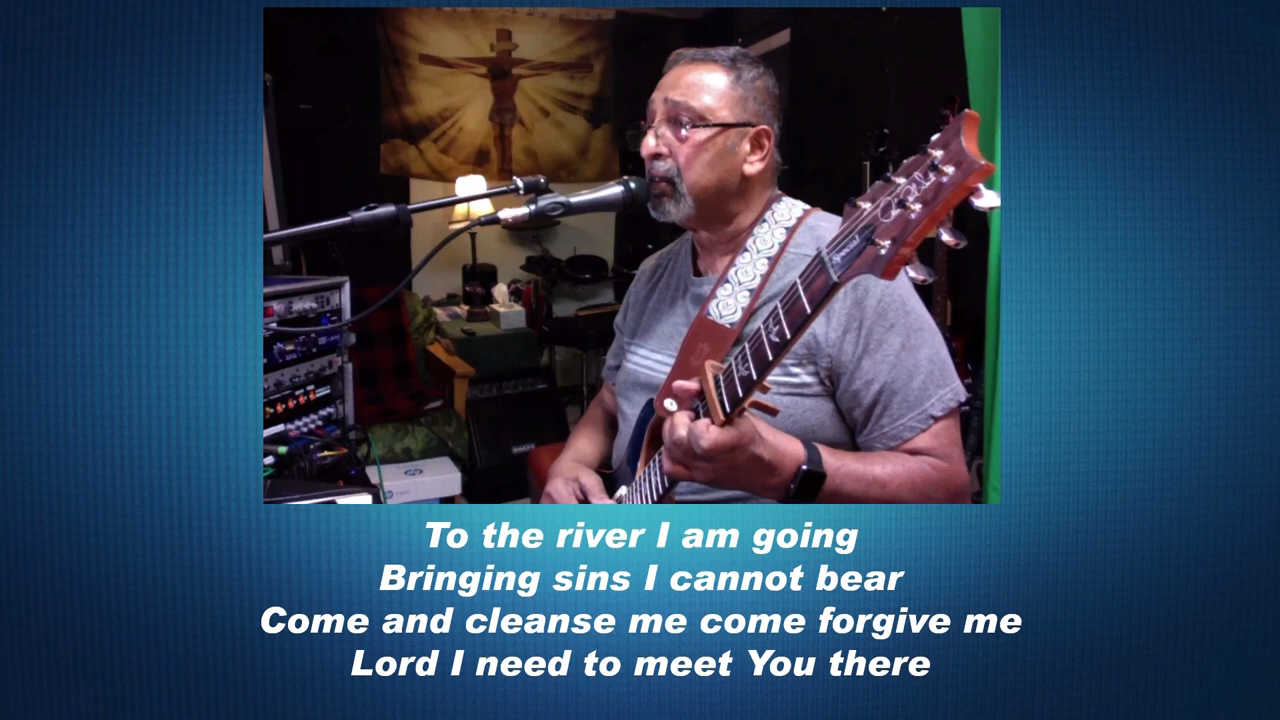 Special
To the river I am going
Bringing sins I cannot bear
Come and cleanse me come forgive me
Lord I need to meet You there